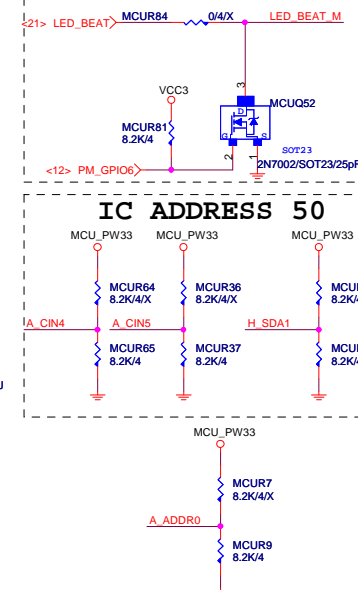 <21> LED_BEAT MCUR84 0/4/X LED_BEAT_M
VCC3
3
D
MCUQ52
MCUR81
8.2K/4
G S
SOT23
2 1
2N7002/SOT23/25pF
<12> PM_GPIO6
IC ADDRESS 50
MCU_PW33 MCU_PW33 MCU_PW33
MCUR64 MCUR36
8.2K/4/X 8.2K/4
A_CIN4 A_CIN5 H_SDA1
MCUR65 MCUR37
8.2K/4 8.2K/4
MCU_PW33
MCUR7
8.2K/4/X
A_ADDR0
MCUR9
8.2K/4